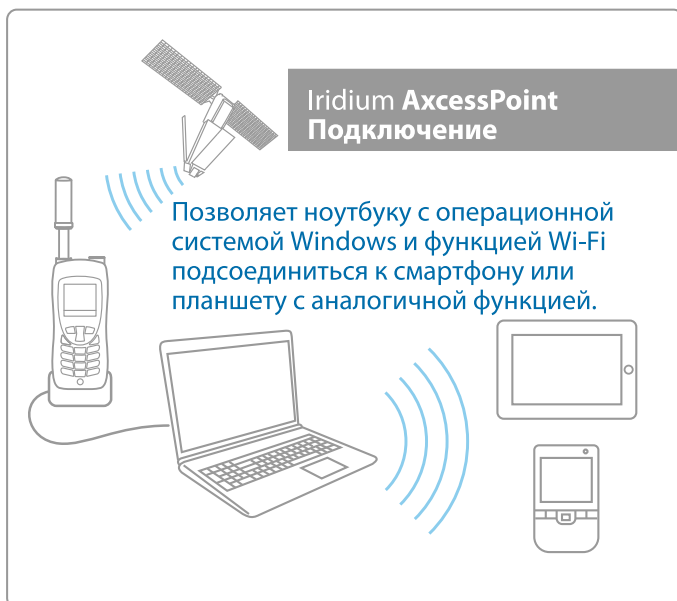 Iridium AxcessPoint
Подключение
Позволяет ноутбуку с операционной
системой Windows и функцией Wi-Fi
подсоединиться к смартфону или
планшету с аналогичной функцией.